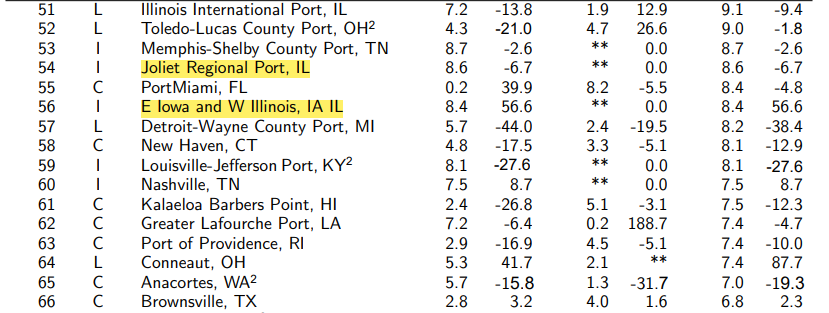 51 L Illinois International Port, IL 7.2 -13.8 1.9 12.9 9.1 -9.4
52 L Toledo-Lucas County Port, OH² 4.3 -21.0 4.7 26.6 9.0 -1.8
53 I Memphis-Shelby County Port, TN 8.7 -2.6 ** 0.0 8.7 -2.6
54 I Joliet Regional Port, IL 8.6 -6.7 ** 0.0 8.6 -6.7
55 C PortMiami, FL 0.2 39.9 8.2 -5.5 8.4 -4.8
56 I E Iowa and W Illinois, IA IL 8.4 56.6 ** 0.0 8.4 56.6
57 L Detroit-Wayne County Port, MI 5.7 -44.0 2.4 -19.5 8.2 -38.4
58 C New Haven, CT 4.8 -17.5 3.3 -5.1 8.1 -12.9
59 I Louisville-Jefferson Port, KY² 8.1 -27.6 ** 0.0 8.1 -27.6
60 I Nashville, TN 7.5 8.7 ** 0.0 7.5 8.7
61 C Kalaeloa Barbers Point, HI 2.4 -26.8 5.1 -3.1 7.5 -12.3
62 C Greater Lafourche Port, LA 7.2 -6.4 0.2 188.7 7.4 -4.7
63 C Port of Providence, RI 2.9 -16.9 4.5 -5.1 7.4 -10.0
64 L Conneaut, OH 5.3 41.7 2.1 ** 7.4 87.7
65 C Anacortes, WA² 5.7 -15.8 1.3 -31.7 7.0 -19.3
66 C Brownsville, TX 2.8 3.2 4.0 1.6 6.8 2.3